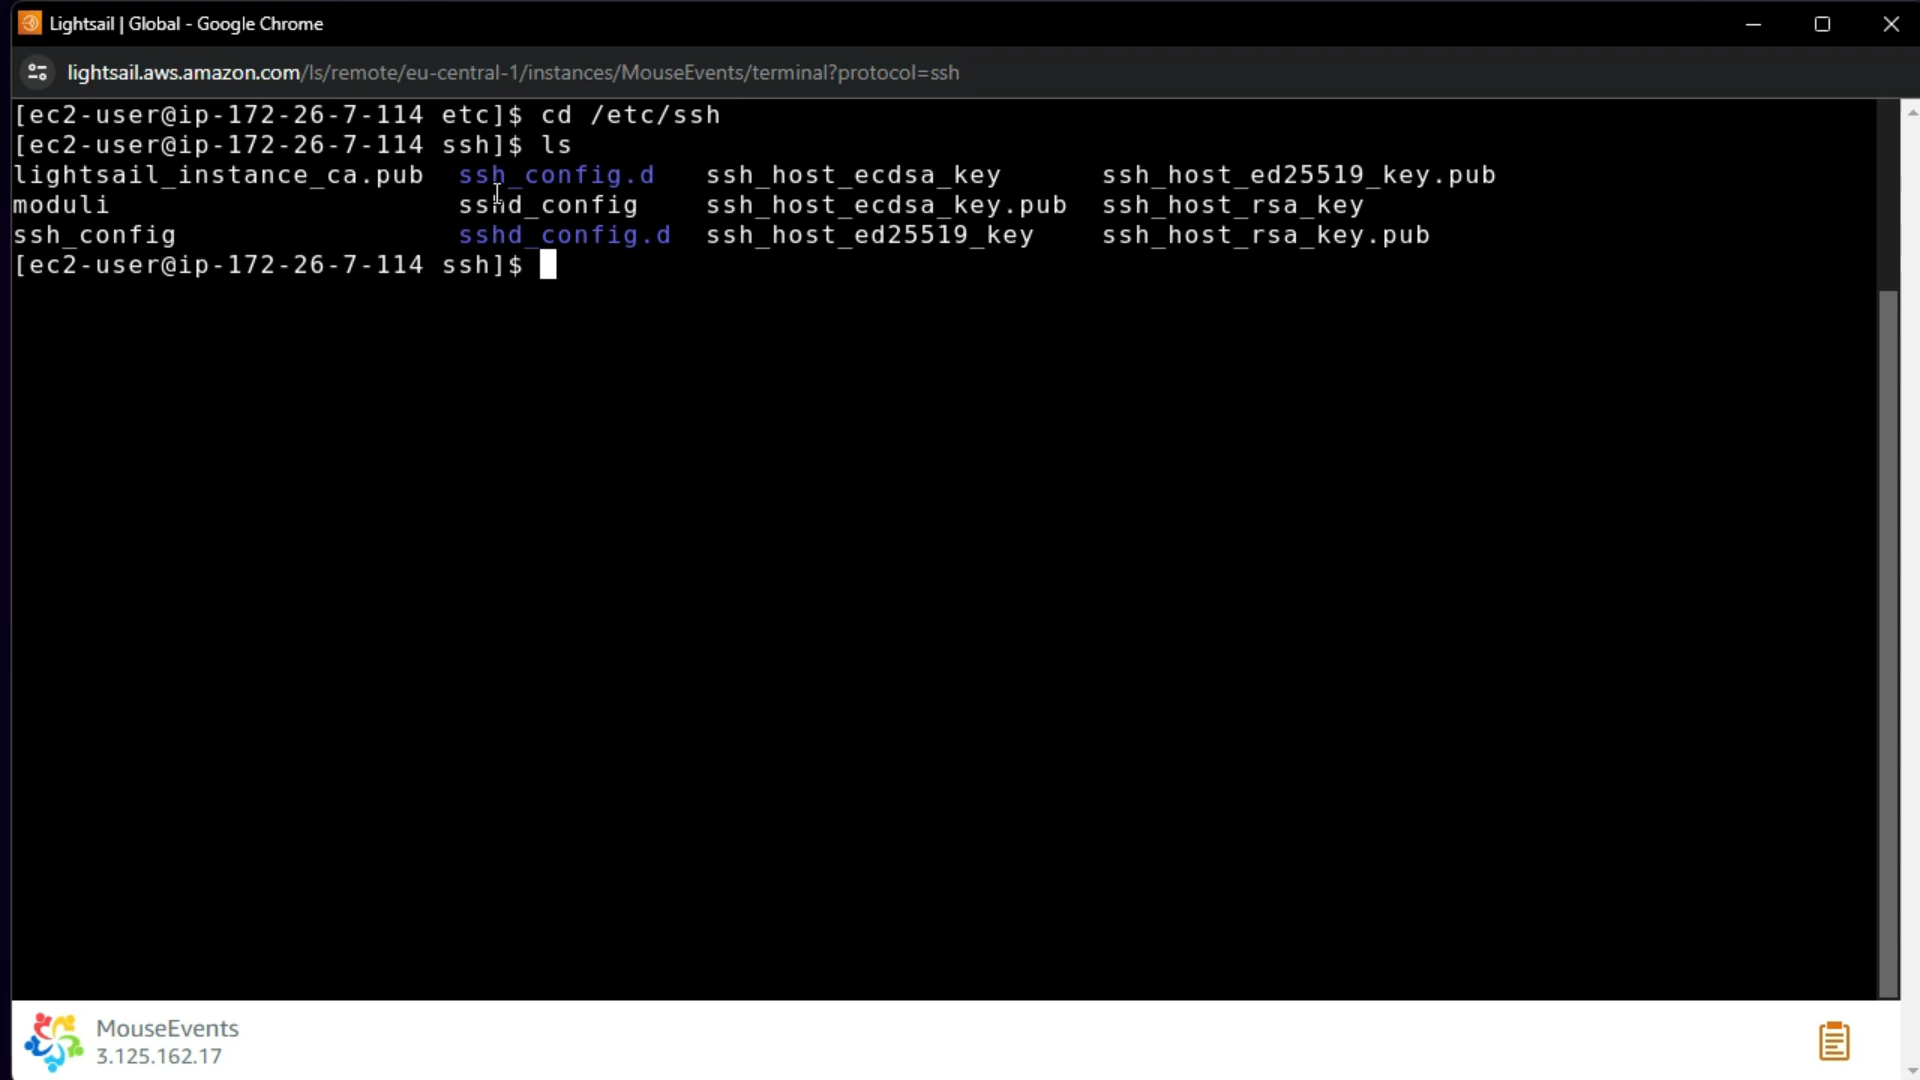 Lightsail | Global - Google Chrome
lightsail.aws.amazon.com/ls/remote/eu-central-1/instances/MouseEvents/terminal?protocol=ssh
[ec2-user@ip-172-26-7-114 etc]$ cd /etc/ssh
[ec2-user@ip-172-26-7-114 ssh]$ ls
lightsail_instance_ca.pub  ssh_config.d   ssh_host_ecdsa_key      ssh_host_ed25519_key.pub
moduli                     sshd_config    ssh_host_ecdsa_key.pub  ssh_host_rsa_key
ssh_config                 sshd_config.d  ssh_host_ed25519_key    ssh_host_rsa_key.pub
[ec2-user@ip-172-26-7-114 ssh]$
MouseEvents
3.125.162.17